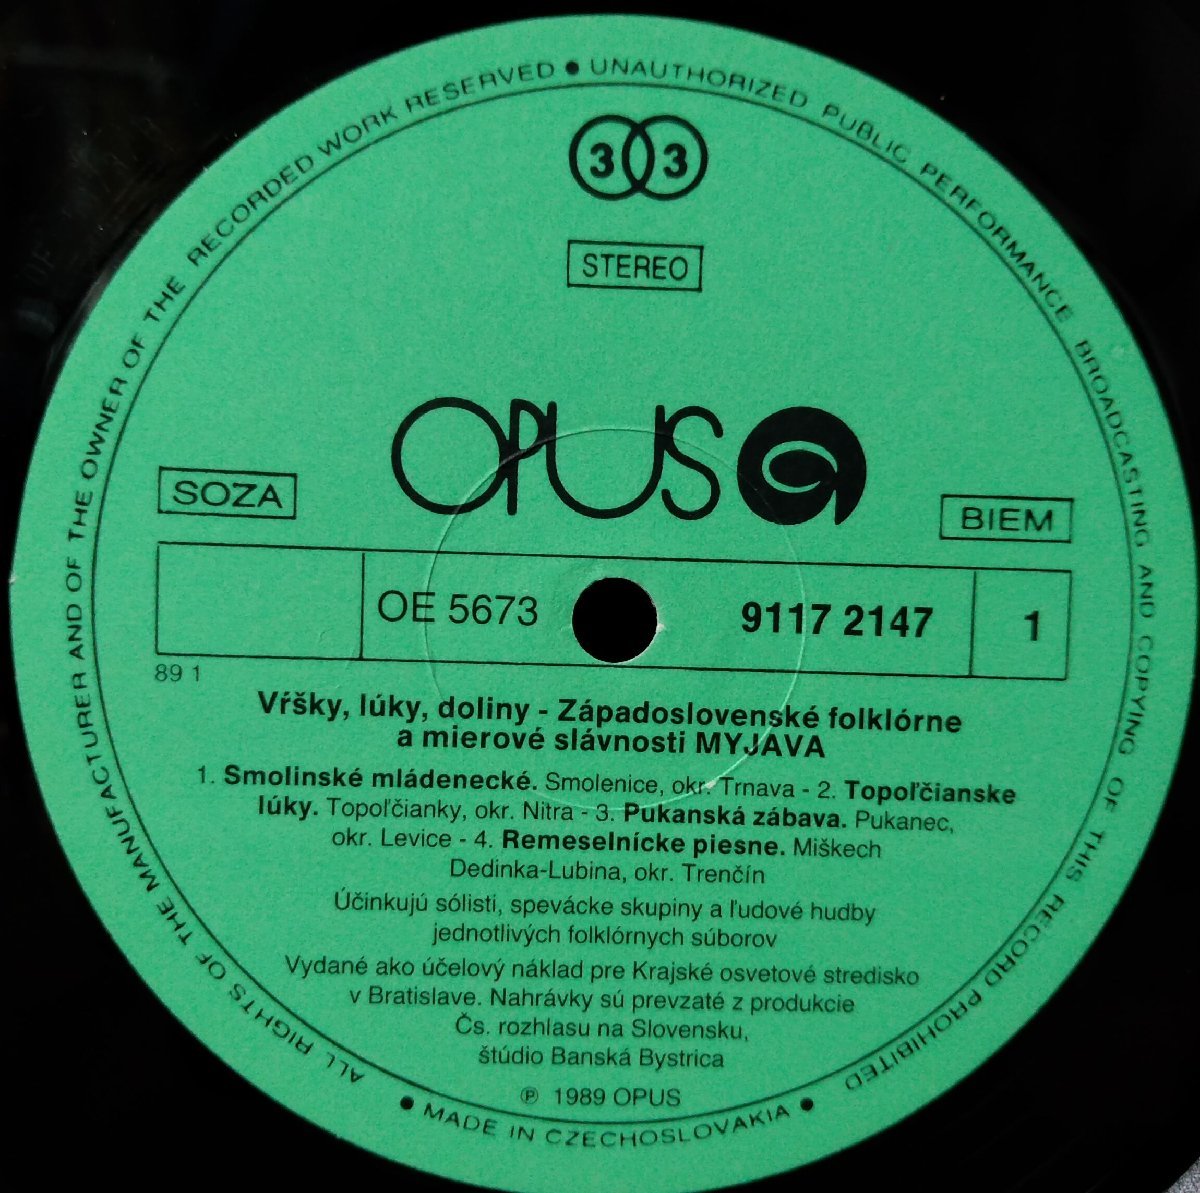 ALL RIGHTS OF THE MANUFACTURER AND OF THE OWNER OF THE RECORDED WORK RESERVED ● UNAUTHORIZED PUBLIC PERFORMANCE BROADCASTING AND COPYING OF THIS RECORD PROHIBITED
33
STEREO
OPUS
SOZA
BIEM
OE 5673 9117 2147 1
89 1
Vŕšky, lúky, doliny - Západoslovenské folklórne
a mierové slávnosti MYJAVA
1. Smolinské mládenecké. Smolenice, okr. Trnava - 2. Topoľčianske
lúky. Topoľčianky, okr. Nitra - 3. Pukanská zábava. Pukanec,
okr. Levice - 4. Remeselnícke piesne. Miškech
Dedinka-Lubina, okr. Trenčín
Účinkujú sólisti, spevácke skupiny a ľudové hudby
jednotlivých folklórnych súborov
Vydané ako účelový náklad pre Krajské osvetové stredisko
v Bratislave. Nahrávky sú prevzaté z produkcie
Čs. rozhlasu na Slovensku,
štúdio Banská Bystrica
Ⓟ 1989 OPUS
● MADE IN CZECHOSLOVAKIA ●